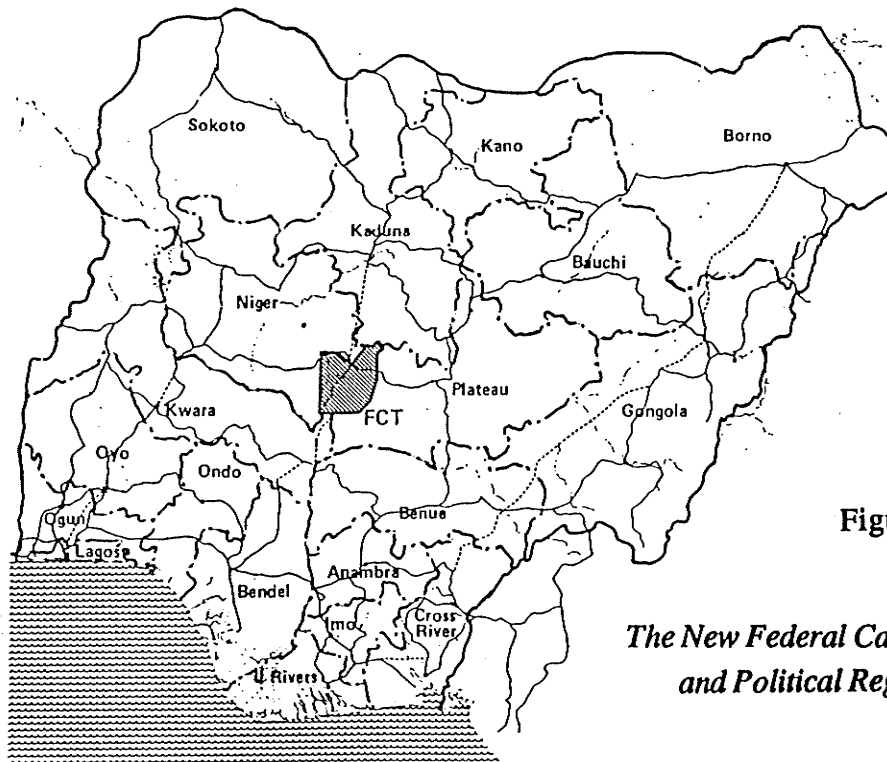 Sokoto
Kano
Borno
Kaduna
Bauchi
Niger
Plateau
Kwara
FCT
Gongola
Oyo
Ondo
Ogun
Benue
Lagos
Anambra
Bendel
Imo
Cross
River
Rivers
Figu
The New Federal Ca
and Political Reg